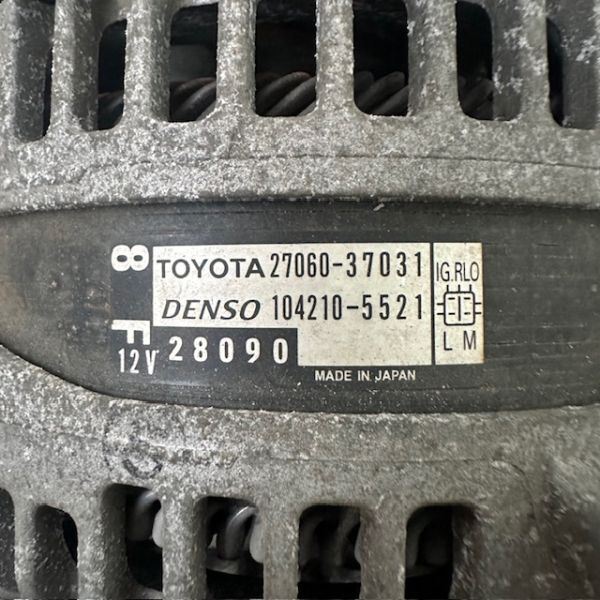 8 F
TOYOTA 27060-37031
DENSO 104210-5521
12V 28090
MADE IN JAPAN
IG.RLO
L M